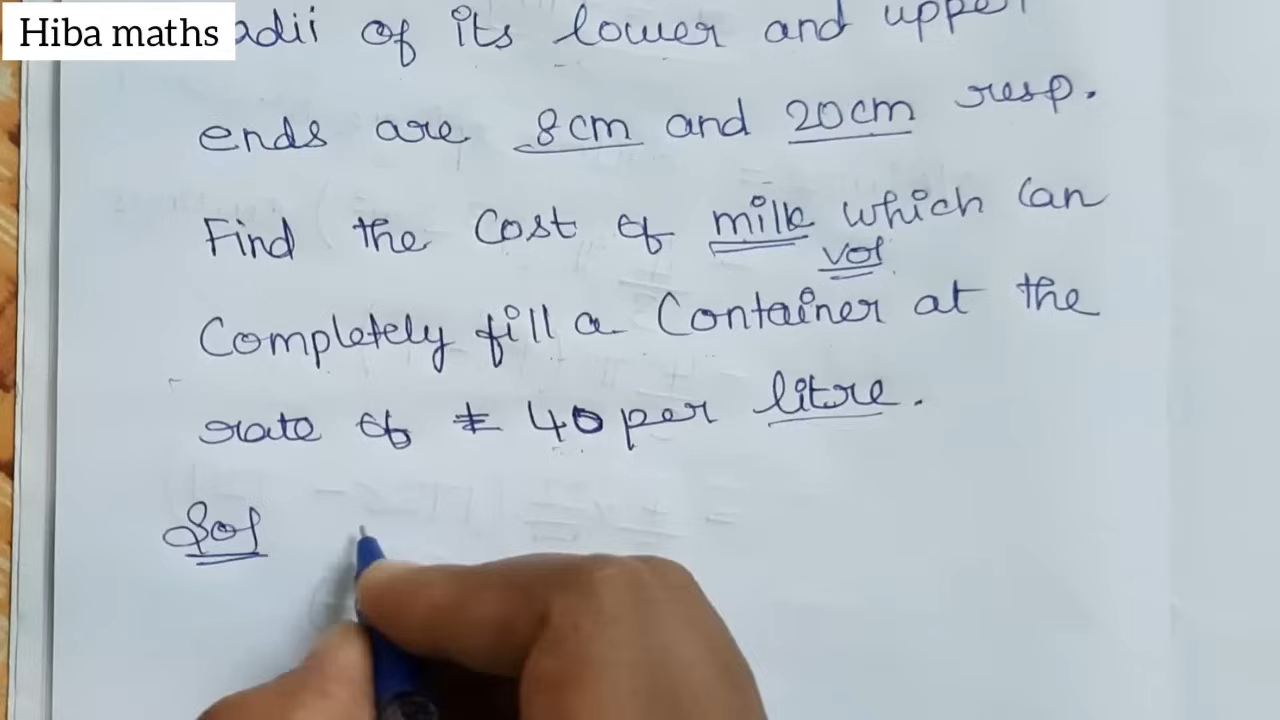 Hiba maths
adii of its lower and upper
ends are 8cm and 20cm resp.
Find the Cost of milk which Can
vol
Completely fill a Container at the
rate of ₹ 40 per litre.
Sol